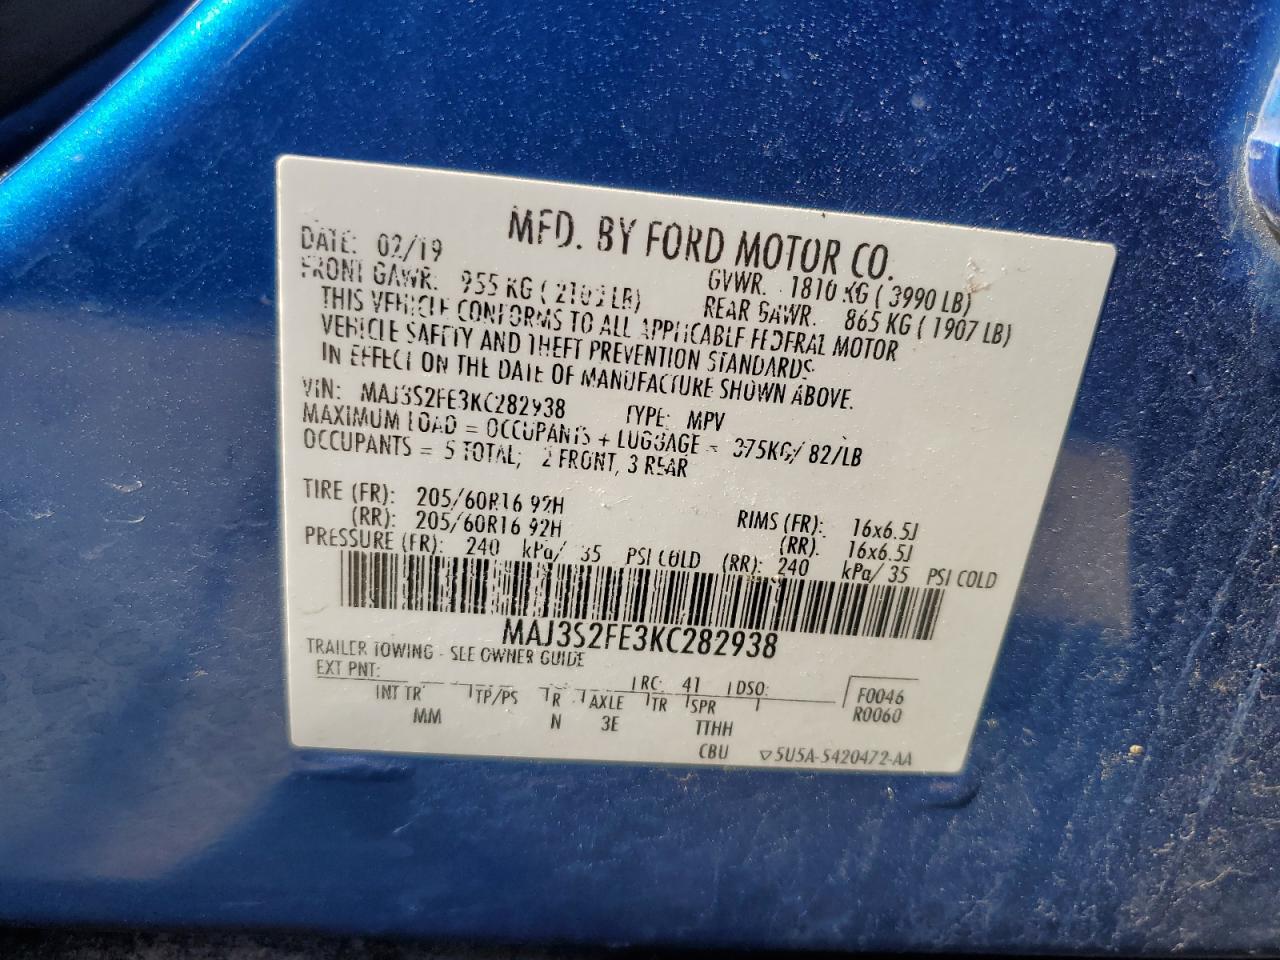 MFD. BY FORD MOTOR CO.
DATE: 02/19 GVWR. 1810 KG ( 3990 LB)
FRONT GAWR: 955 KG ( LB) REAR GAWR. 865 KG ( 1907 LB)
THIS VEHICLE CONFORMS TO ALL APPLICABLE FEDERAL MOTOR
VEHICLE SAFETY AND THEFT PREVENTION STANDARDS
IN EFFECT ON THE DATE OF MANUFACTURE SHOWN ABOVE.
VIN: MAJ3S2FE3KC282938 TYPE: MPV
MAXIMUM LOAD = OCCUPANTS + LUGGAGE = 82/LB
OCCUPANTS = 5 TOTAL; 2 FRONT, 3 REAR
TIRE (FR): 205/60R16 92H RIMS (FR): 16x6.5J
(RR): 205/60R16 92H (RR). 16x6.5J
PRESSURE (FR): 240 kPa/ 35 PSI COLD (RR): 240 kPa/ 35 PSI COLD
MAJ3S2FE3KC282938
TRAILER TOWING - SEE OWNER GUIDE
EXT PNT: RC: 41 DSO: F0046
INT TR TP/PS R AXLE TR SPR R0060
MM N 3E TTHH
CBU ▽5U5A-5420472-AA